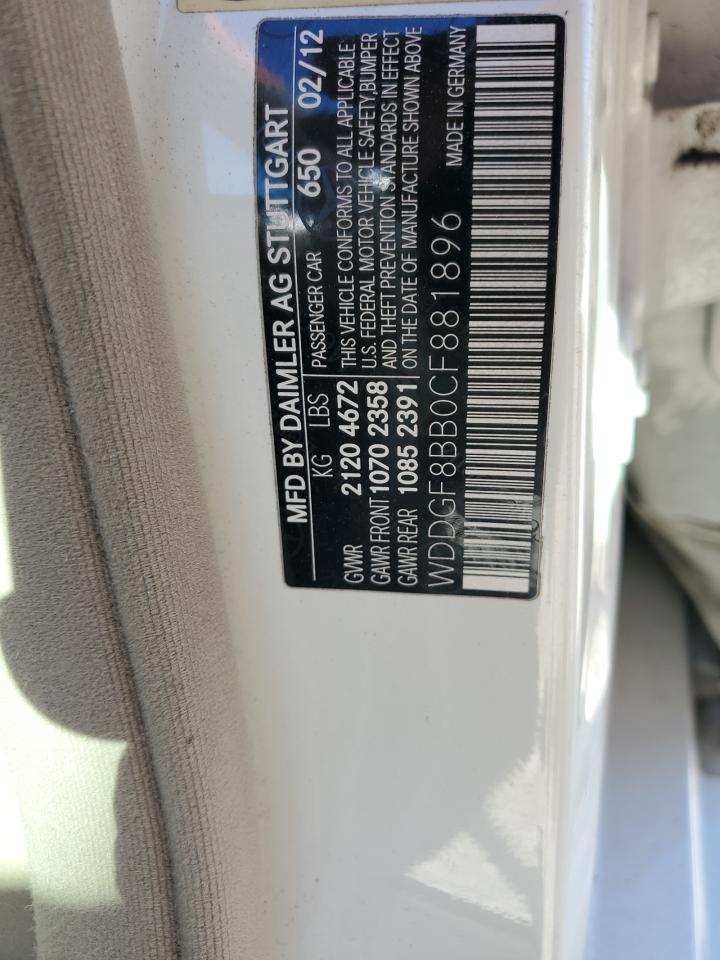 MFD BY DAIMLER AG STUTTGART
KG LBS PASSENGER CAR 650 02/12
GVWR 2120 4672 THIS VEHICLE CONFORMS TO ALL APPLICABLE
GAWR FRONT 1070 2358 U.S. FEDERAL MOTOR VEHICLE SAFETY,BUMPER
GAWR REAR 1085 2391 AND THEFT PREVENTION STANDARDS IN EFFECT
ON THE DATE OF MANUFACTURE SHOWN ABOVE
WDDGF8BB0CF881896 MADE IN GERMANY